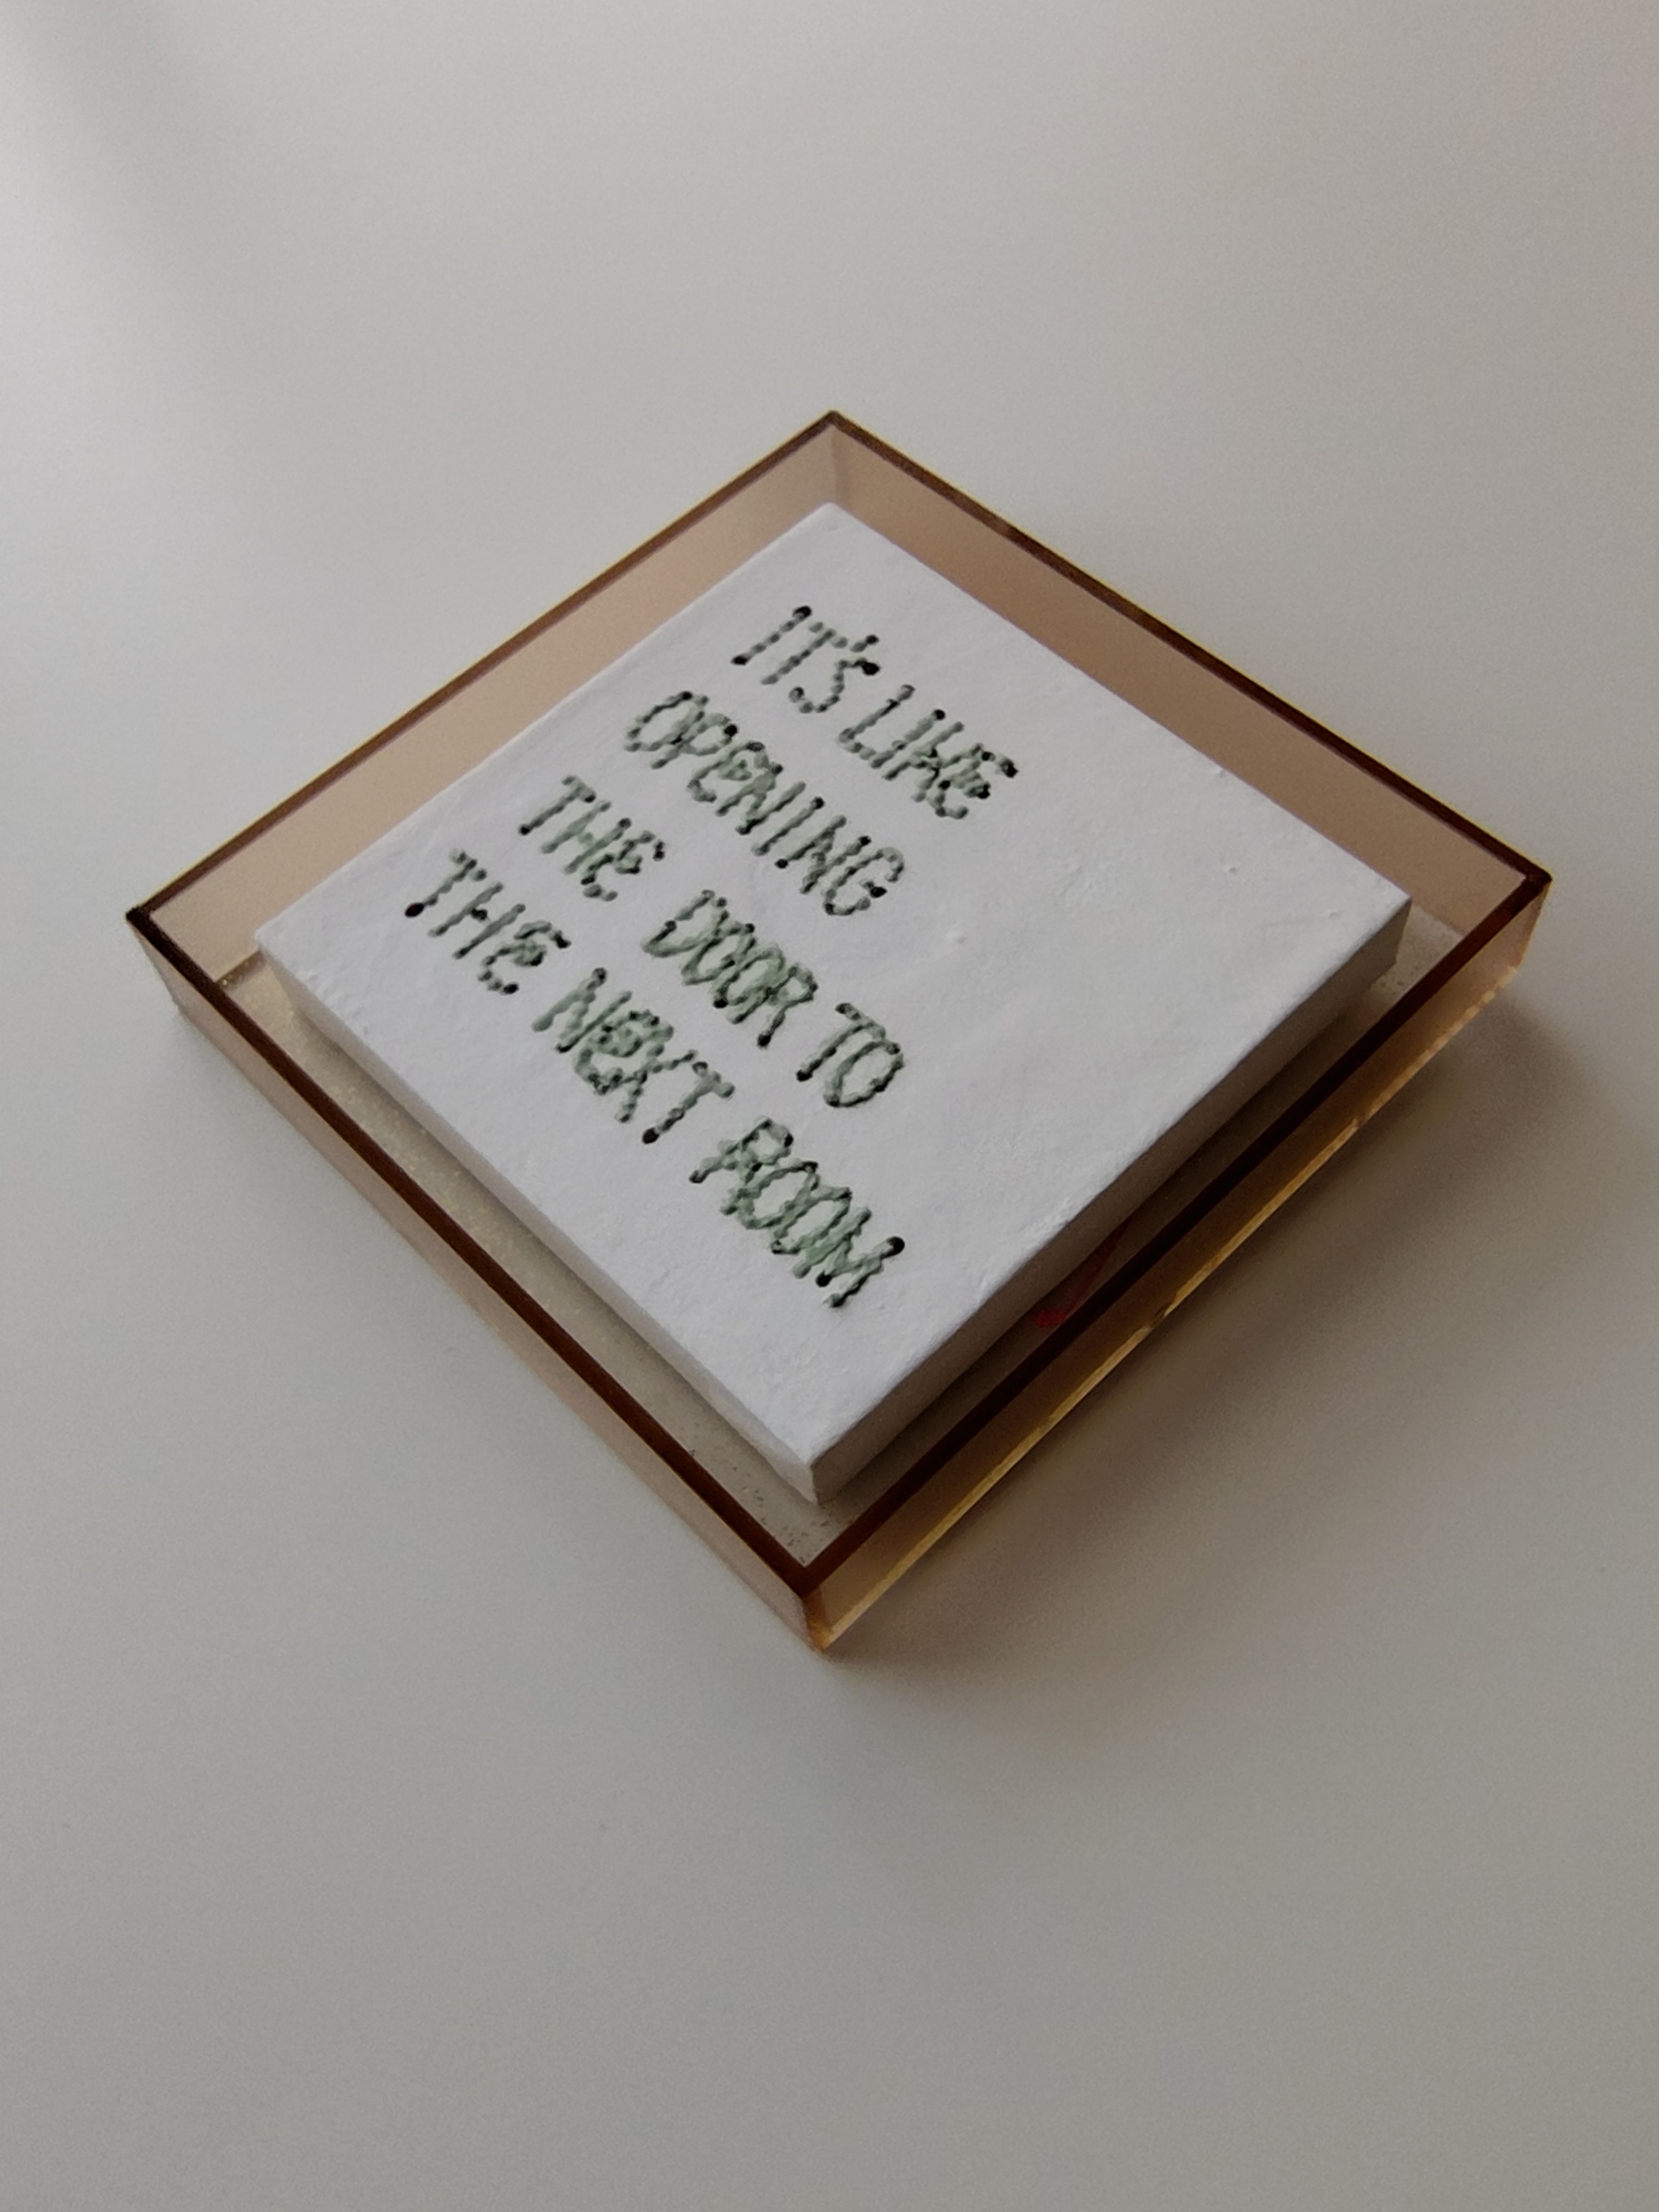 IT'S LIKE
OPENING
THE DOOR TO
THE NEXT ROOM